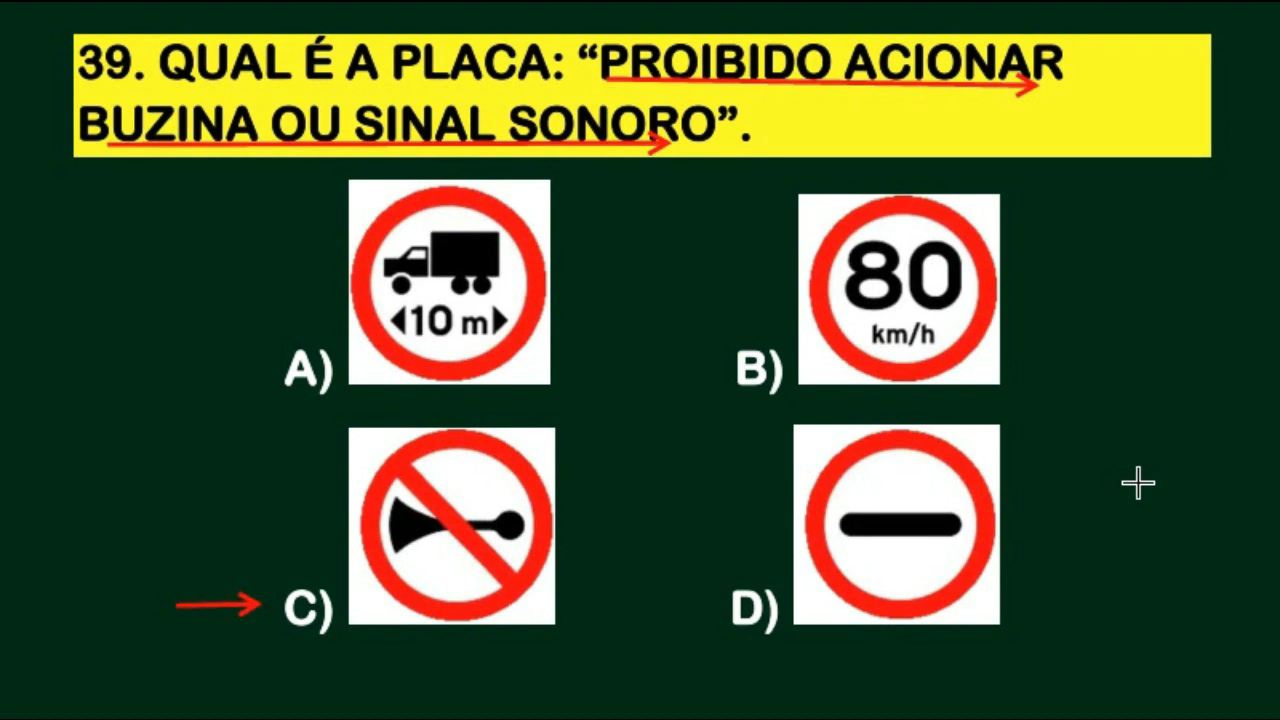 39. QUAL É A PLACA: “PROIBIDO ACIONAR
BUZINA OU SINAL SONORO”.
10 m
A)
80
km/h
B)
C)
D)